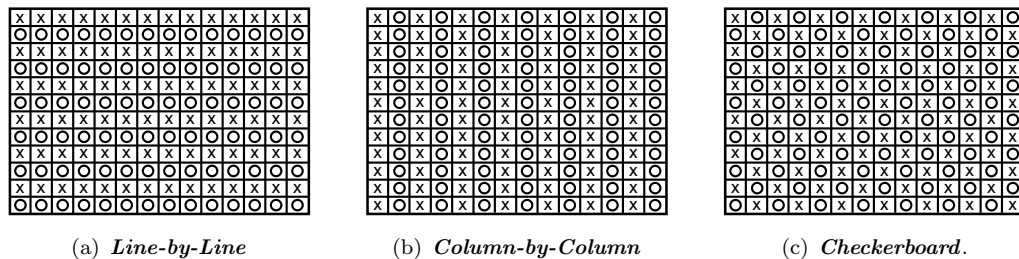 x x x x x x x x x x x x x x
O O O O O O O O O O O O O O
x x x x x x x x x x x x x x
O O O O O O O O O O O O O O
x x x x x x x x x x x x x x
O O O O O O O O O O O O O O
x x x x x x x x x x x x x x
O O O O O O O O O O O O O O
x x x x x x x x x x x x x x
O O O O O O O O O O O O O O
x x x x x x x x x x x x x x
O O O O O O O O O O O O O O
(a) Line-by-Line
x O x O x O x O x O x O x O
x O x O x O x O x O x O x O
x O x O x O x O x O x O x O
x O x O x O x O x O x O x O
x O x O x O x O x O x O x O
x O x O x O x O x O x O x O
x O x O x O x O x O x O x O
x O x O x O x O x O x O x O
x O x O x O x O x O x O x O
x O x O x O x O x O x O x O
x O x O x O x O x O x O x O
x O x O x O x O x O x O x O
(b) Column-by-Column
x O x O x O x O x O x O x O
O x O x O x O x O x O x O x
x O x O x O x O x O x O x O
O x O x O x O x O x O x O x
x O x O x O x O x O x O x O
O x O x O x O x O x O x O x
x O x O x O x O x O x O x O
O x O x O x O x O x O x O x
x O x O x O x O x O x O x O
O x O x O x O x O x O x O x
x O x O x O x O x O x O x O
O x O x O x O x O x O x O x
(c) Checkerboard.